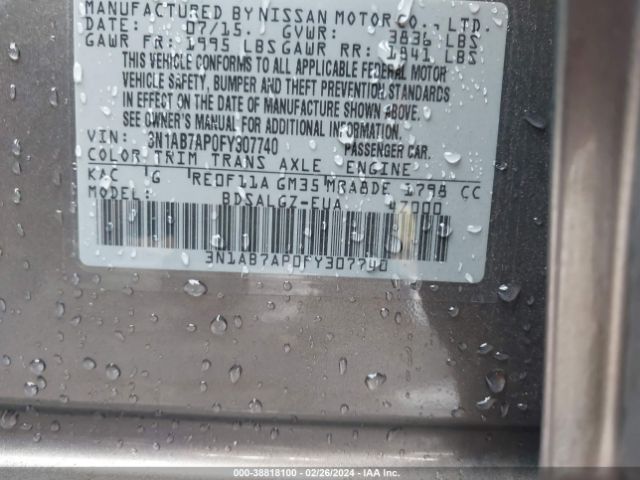 MANUFACTURED BY NISSAN MOTOR CO., LTD.
DATE: 07/15. GVWR: 3836 LBS
GAWR FR: 1995 LBS GAWR RR: 1841 LBS
THIS VEHICLE CONFORMS TO ALL APPLICABLE FEDERAL MOTOR
VEHICLE SAFETY, BUMPER AND THEFT PREVENTION STANDARDS
IN EFFECT ON THE DATE OF MANUFACTURE SHOWN ABOVE.
SEE OWNER'S MANUAL FOR ADDITIONAL INFORMATION.
VIN: 3N1AB7AP0FY307740 PASSENGER CAR.
COLOR TRIM TRANS AXLE ENGINE
KAC G RE0F11A GM35 MRA8DE 1798 CC
MODEL: BDSALGZ-EUA 7000
3N1AB7AP0FY307740
000-38818100 - 02/26/2024 - IAA Inc.